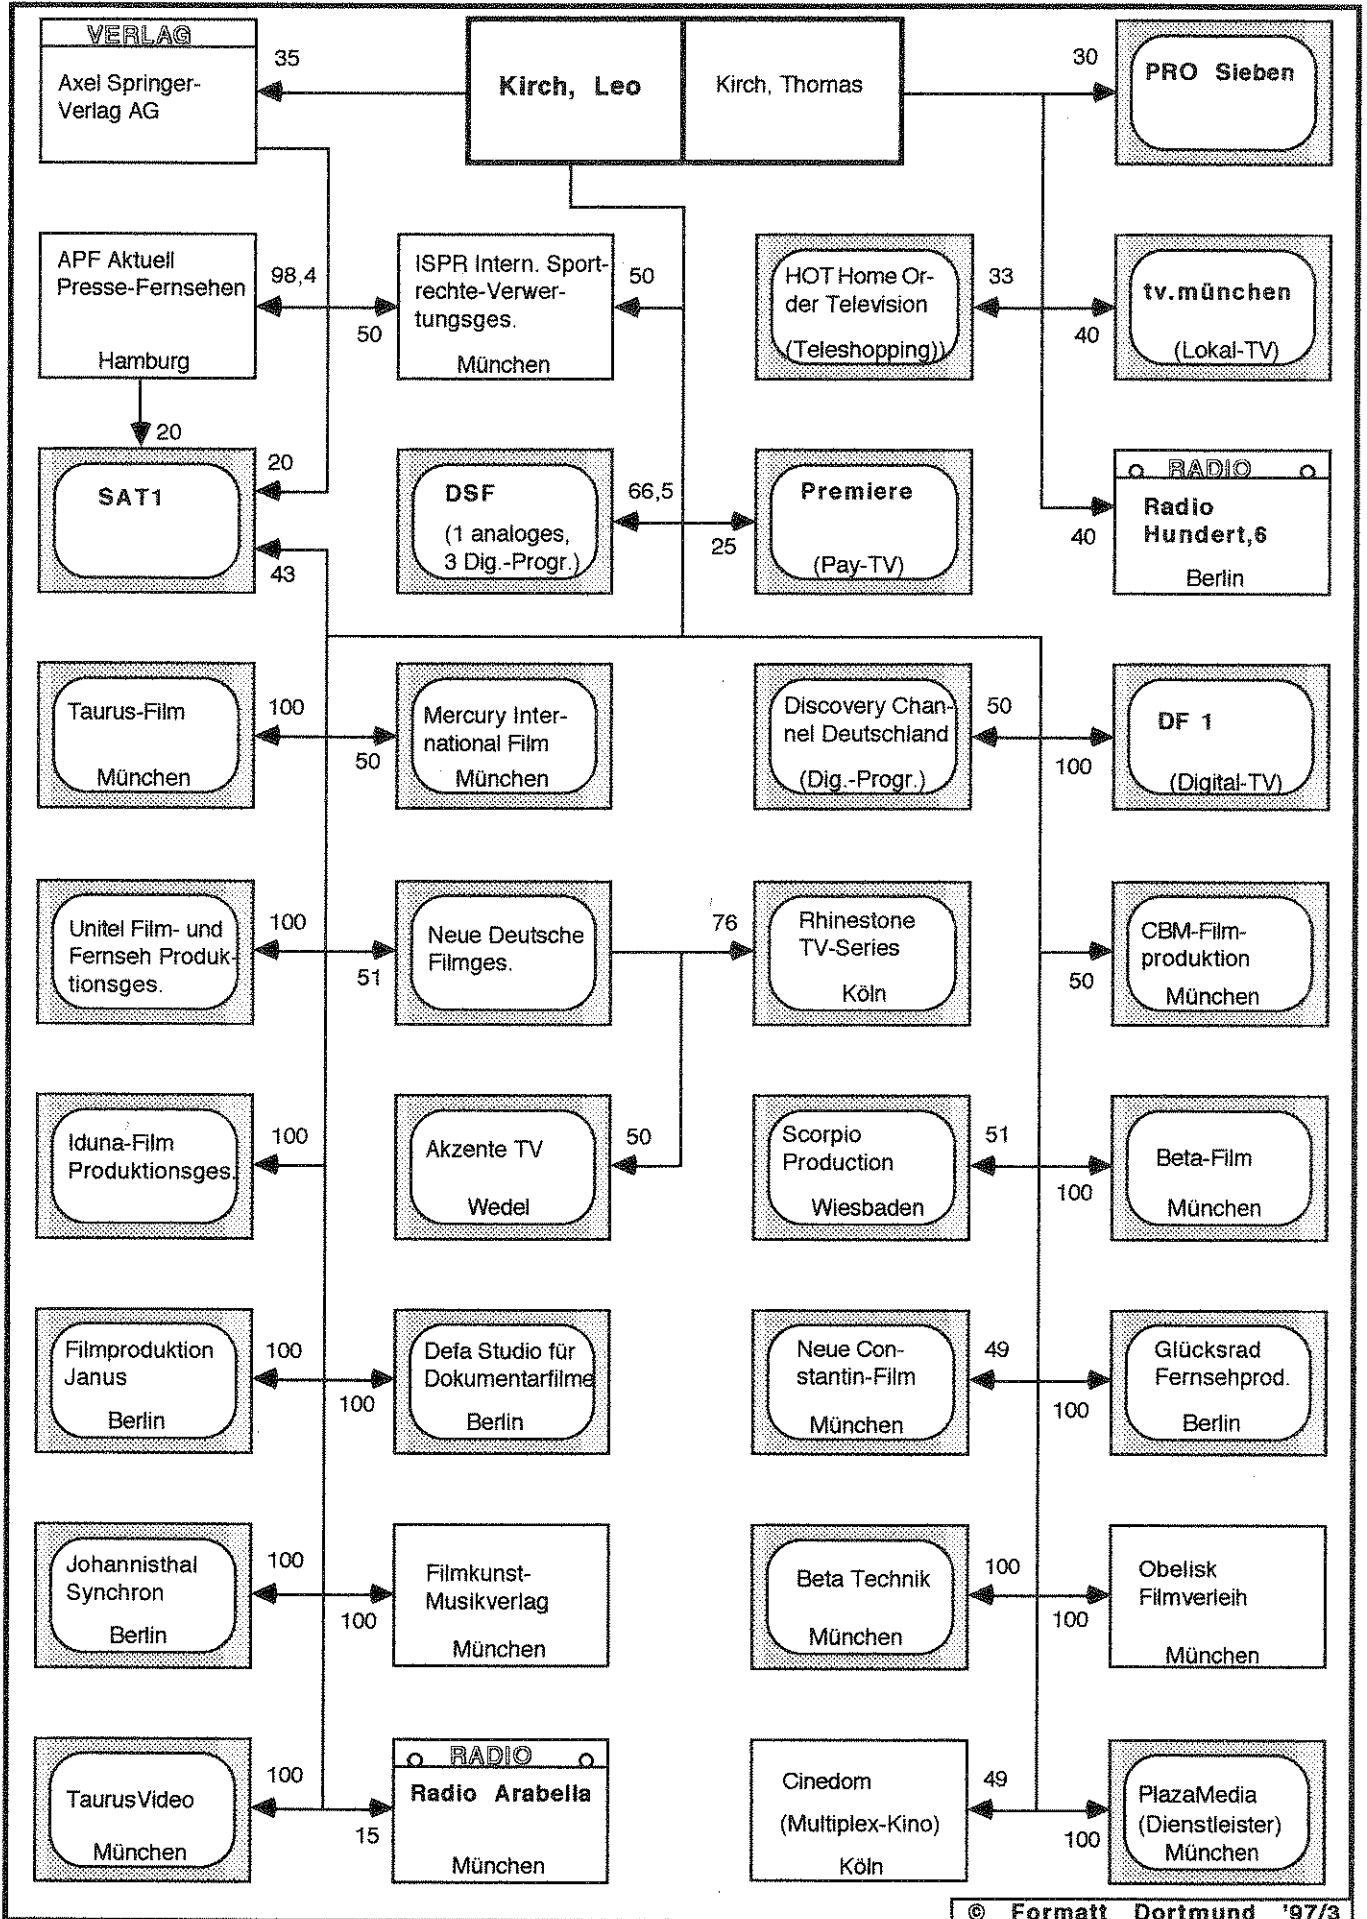 VERLAG
Axel Springer-
Verlag AG
35
Kirch, Leo
Kirch, Thomas
30
PRO Sieben
APF Aktuell
Presse-Fernsehen
Hamburg
98,4
50
ISPR Intern. Sport-
rechte-Verwer-
tungsges.
München
50
HOT Home Or-
der Television
(Teleshopping))
33
40
tv.münchen
(Lokal-TV)
20
SAT1
20
43
DSF
(1 analoges,
3 Dig.-Progr.)
66,5
25
Premiere
(Pay-TV)
40
RADIO
Radio
Hundert,6
Berlin
Taurus-Film
München
100
50
Mercury Inter-
national Film
München
Discovery Chan-
nel Deutschland
(Dig.-Progr.)
50
100
DF 1
(Digital-TV)
Unitel Film- und
Fernseh Produk-
tionsges.
100
51
Neue Deutsche
Filmges.
76
Rhinestone
TV-Series
Köln
50
CBM-Film-
produktion
München
Iduna-Film
Produktionsges.
100
Akzente TV
Wedel
50
Scorpio
Production
Wiesbaden
51
100
Beta-Film
München
Filmproduktion
Janus
Berlin
100
100
Defa Studio für
Dokumentarfilme
Berlin
Neue Con-
stantin-Film
München
49
100
Glücksrad
Fernsehprod.
Berlin
Johannisthal
Synchron
Berlin
100
100
Filmkunst-
Musikverlag
München
Beta Technik
München
100
100
Obelisk
Filmverleih
München
TaurusVideo
München
100
15
RADIO
Radio Arabella
München
Cinedom
(Multiplex-Kino)
Köln
49
100
PlazaMedia
(Dienstleister)
München
© Formatt Dortmund '97/3